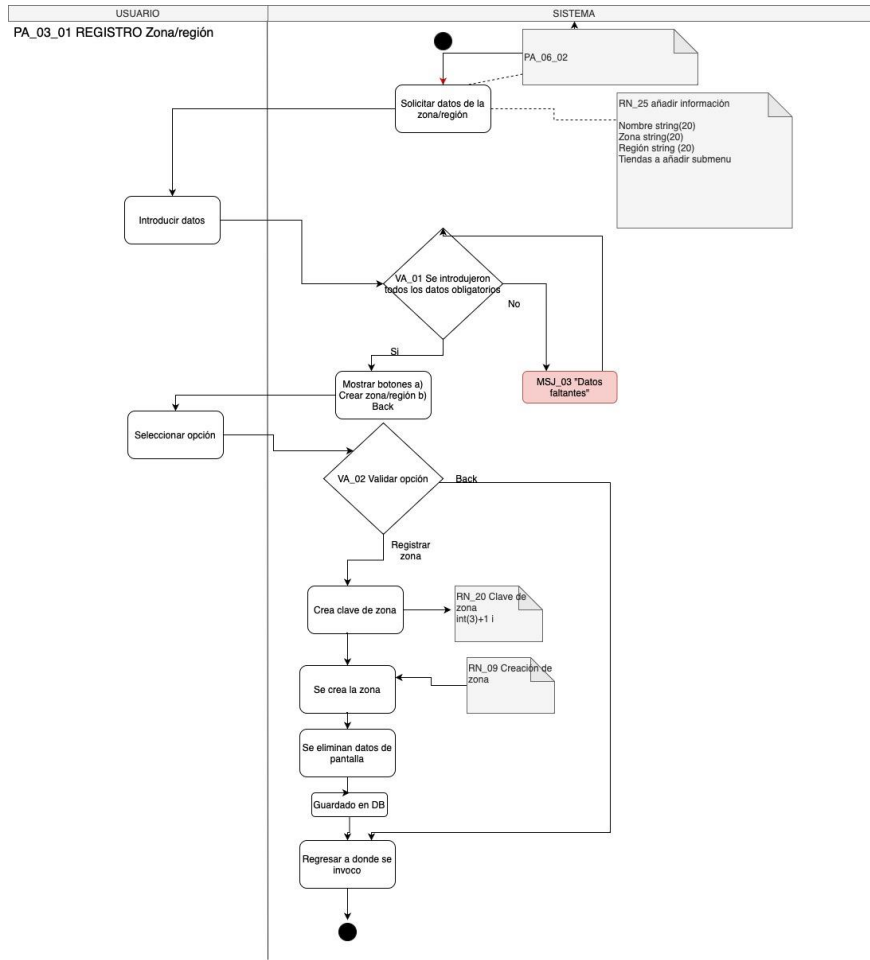 USUARIO
SISTEMA
PA_03_01 REGISTRO Zona/región
PA_06_02
Solicitar datos de la
zona/región
RN_25 añadir información
Nombre string(20)
Zona string(20)
Región string (20)
Tiendas a añadir submenu
Introducir datos
VA_01 Se introdujeron
todos los datos obligatorios
No
Si
Mostrar botones a)
Crear zona/región b)
Back
MSJ_03 "Datos
faltantes"
Seleccionar opción
VA_02 Validar opción
Back
Registrar
zona
Crea clave de zona
RN_20 Clave de
zona
int(3)+1 i
RN_09 Creación de
zona
Se crea la zona
Se eliminan datos de
pantalla
Guardado en DB
Regresar a donde se
invoco